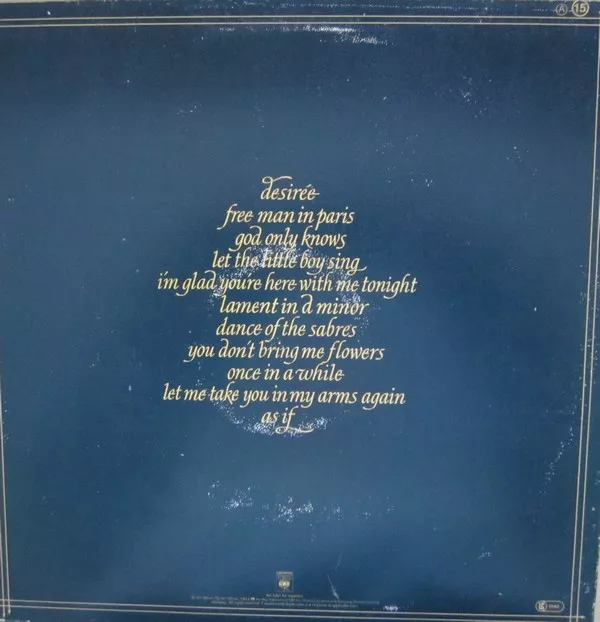 A 15
desirée
free man in paris
god only knows
let the little boy sing
i'm glad youre here with me tonight
lament in d minor
dance of the sabres
you don't bring me flowers
once in a while
let me take you in my arms again
as if